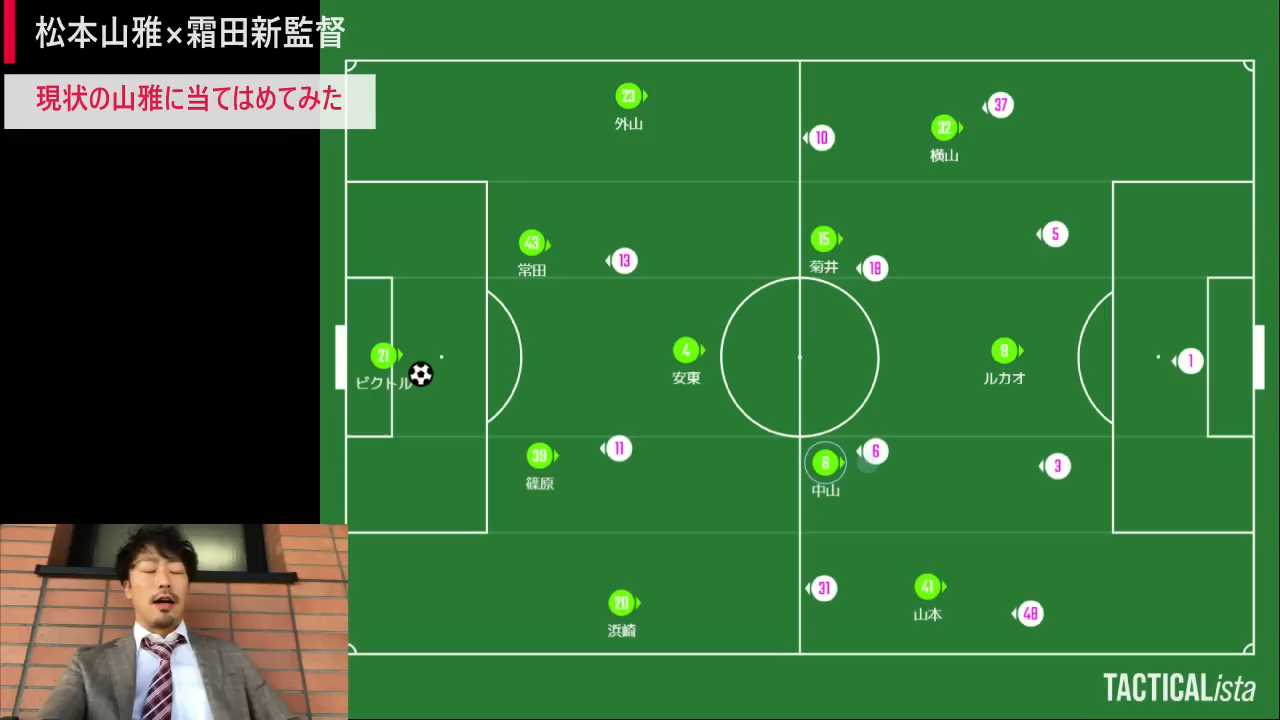 松本山雅×霜田新監督
現状の山雅に当てはめてみた
23
外山
10
32
横山
37
43
常田
13
15
菊井
18
5
21
ビクトル
4
安東
9
ルカオ
1
39
篠原
11
6
中山
6
3
20
浜崎
31
41
山本
48
TACTICALista